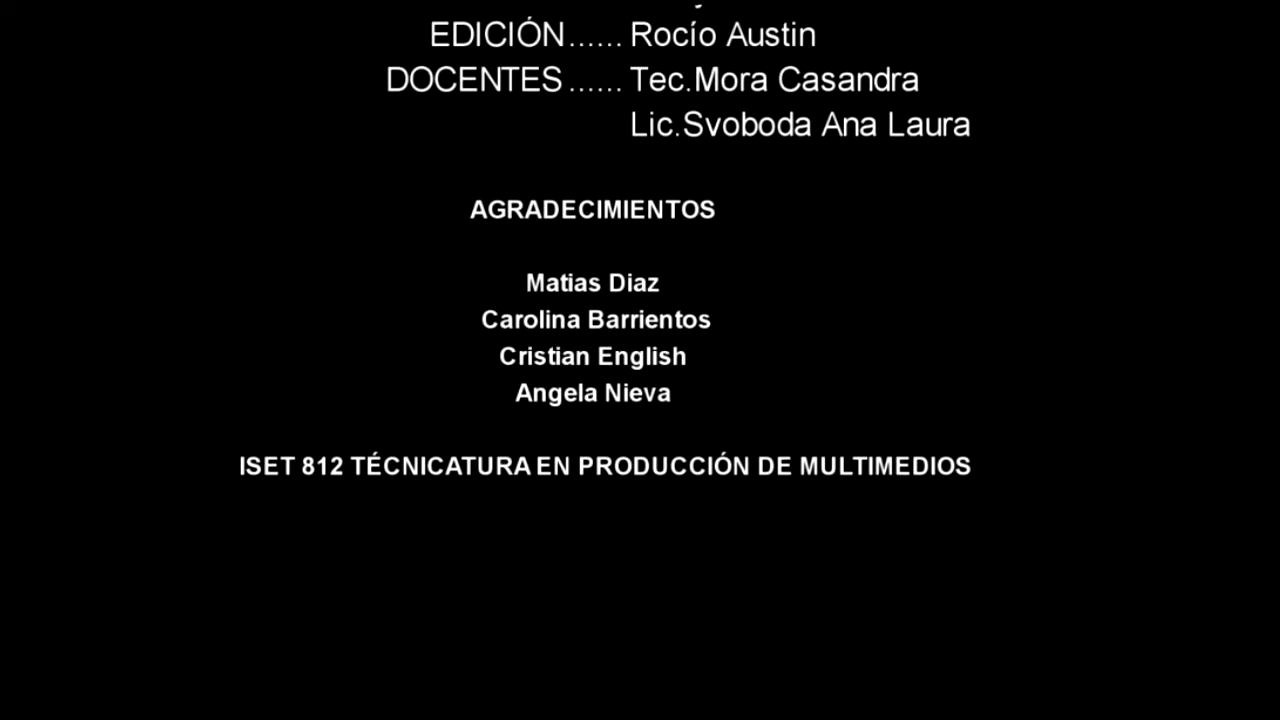 EDICIÓN...... Rocío Austin
DOCENTES...... Tec.Mora Casandra
Lic.Svoboda Ana Laura
AGRADECIMIENTOS
Matias Diaz
Carolina Barrientos
Cristian English
Angela Nieva
ISET 812 TÉCNICATURA EN PRODUCCIÓN DE MULTIMEDIOS